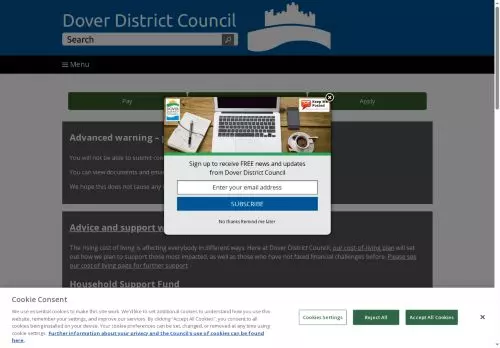 Dover District Council
Search
Menu
Pay
Apply
Advanced warning –
You will not be able to submit
You can view documents and
We hope this does not cause any
DOVER
Keep Me
Posted
Sign up to receive FREE news and updates
from Dover District Council
Enter your email address
SUBSCRIBE
No thanks Remind me later
Advice and support
The rising cost of living is affecting everybody in different ways. Here at Dover District Council, our cost-of-living plan will set
out how we plan to support those most impacted, as well as those who have not faced financial challenges before. Please see
our cost of living page for further support
Household Support Fund
Cookie Consent
We use essential cookies to make this site work. We'd like to set additional cookies to understand how you use this
website, remember your settings, and improve our services. By clicking "Accept All Cookies", you consent to all
cookies being installed on your device. Your cookie preferences can be set, changed, or removed at any time using
cookie settings. Further information about your privacy and the Council's use of cookies can be found
here.
Cookies Settings
Reject All
Accept All Cookies